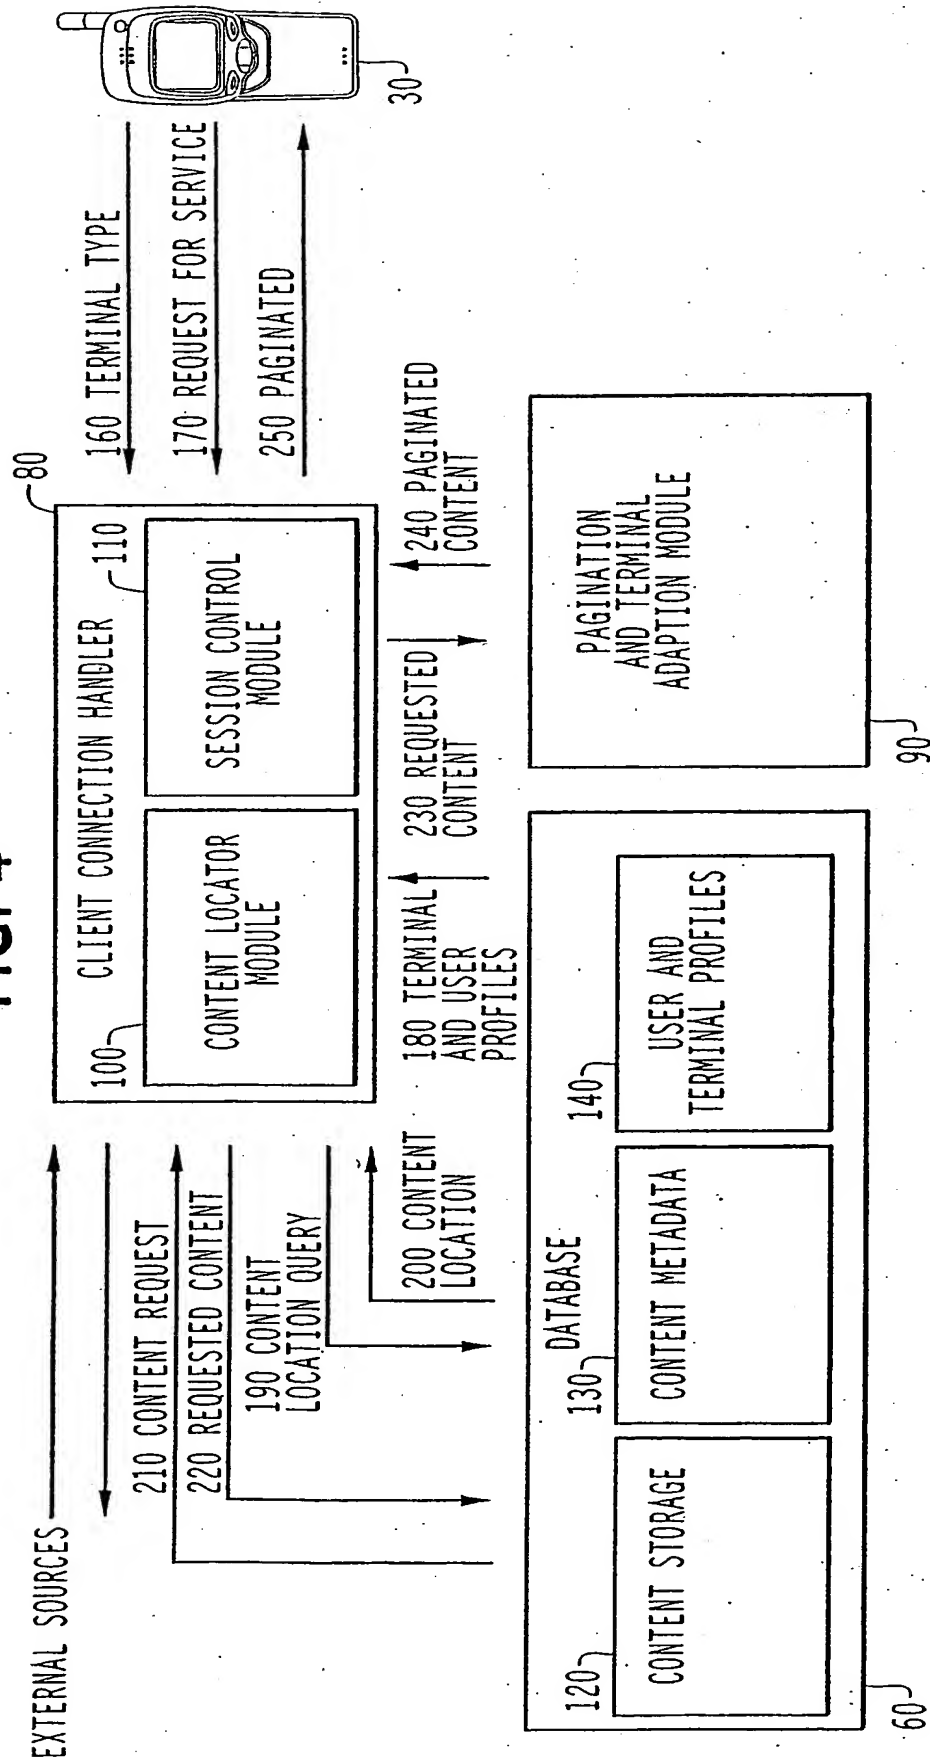 FIG. 4
EXTERNAL SOURCES
210 CONTENT REQUEST
220 REQUESTED CONTENT
190 CONTENT
LOCATION QUERY
200 CONTENT
LOCATION
80
CLIENT CONNECTION HANDLER
100
CONTENT LOCATOR
MODULE
110
SESSION CONTROL
MODULE
160 TERMINAL TYPE
170 REQUEST FOR SERVICE
250 PAGINATED
30
180 TERMINAL
AND USER
PROFILES
230 REQUESTED
CONTENT
240 PAGINATED
CONTENT
DATABASE
120
CONTENT STORAGE
130
CONTENT METADATA
140
USER AND
TERMINAL PROFILES
60
PAGINATION
AND TERMINAL
ADAPTION MODULE
90